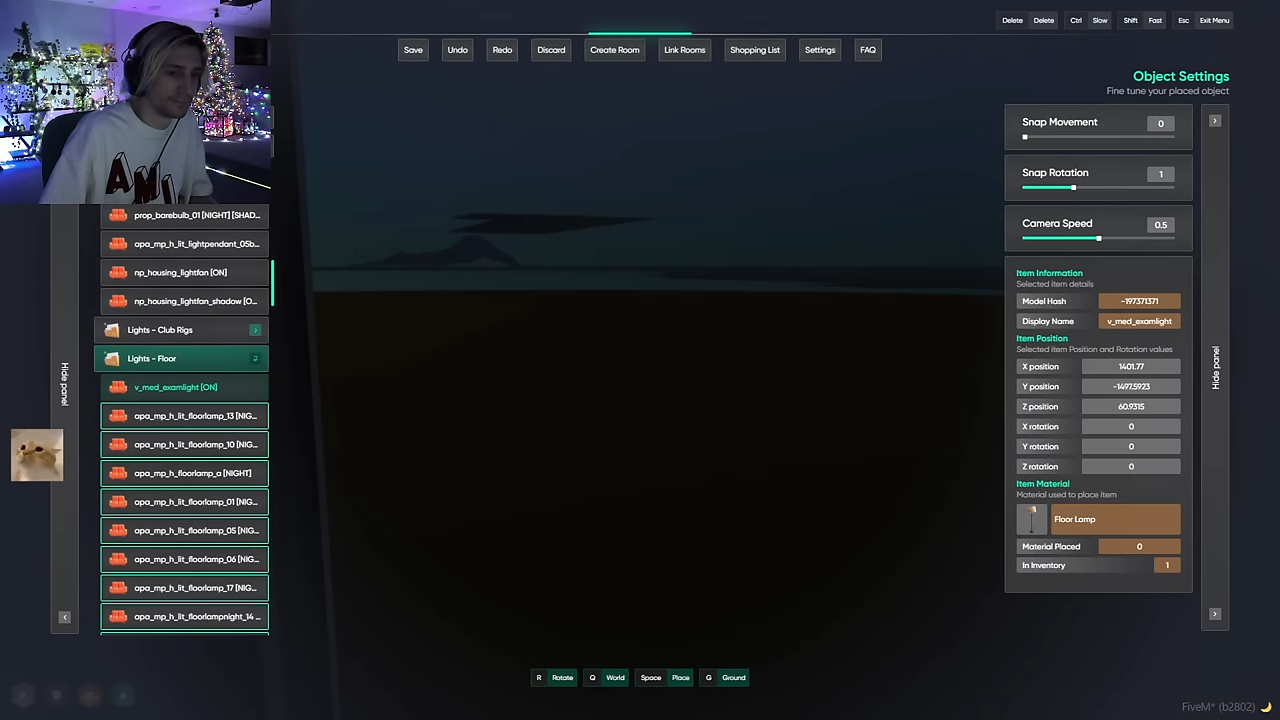 Delete Delete Ctrl Slow Shift Fast Esc Exit Menu
Save Undo Redo Discard Create Room Link Rooms Shopping List Settings FAQ
Object Settings
Fine tune your placed object
Snap Movement 0
Snap Rotation 1
Camera Speed 0.5
Item Information
Selected item details
Model Hash -197371371
Display Name v_med_examlight
Item Position
Selected item Position and Rotation values
X position 1401.77
Y position -1497.5923
Z position 60.9315
X rotation 0
Y rotation 0
Z rotation 0
Item Material
Material used to place item
Floor Lamp
Material Placed 0
In Inventory 1
Hide panel
Hide panel
prop_barebulb_01 [NIGHT] [SHAD...
apa_mp_h_lit_lightpendant_05b...
np_housing_lightfan [ON]
np_housing_lightfan_shadow [O...
Lights - Club Rigs
Lights - Floor
v_med_examlight [ON]
apa_mp_h_lit_floorlamp_13 [NIG...
apa_mp_h_lit_floorlamp_10 [NIG...
apa_mp_h_floorlamp_a [NIGHT]
apa_mp_h_lit_floorlamp_01 [NIG...
apa_mp_h_lit_floorlamp_05 [NIG...
apa_mp_h_lit_floorlamp_06 [NIG...
apa_mp_h_lit_floorlamp_17 [NIG...
apa_mp_h_lit_floorlampnight_14 ...
R Rotate Q World Space Place G Ground
FiveM* (b2802)